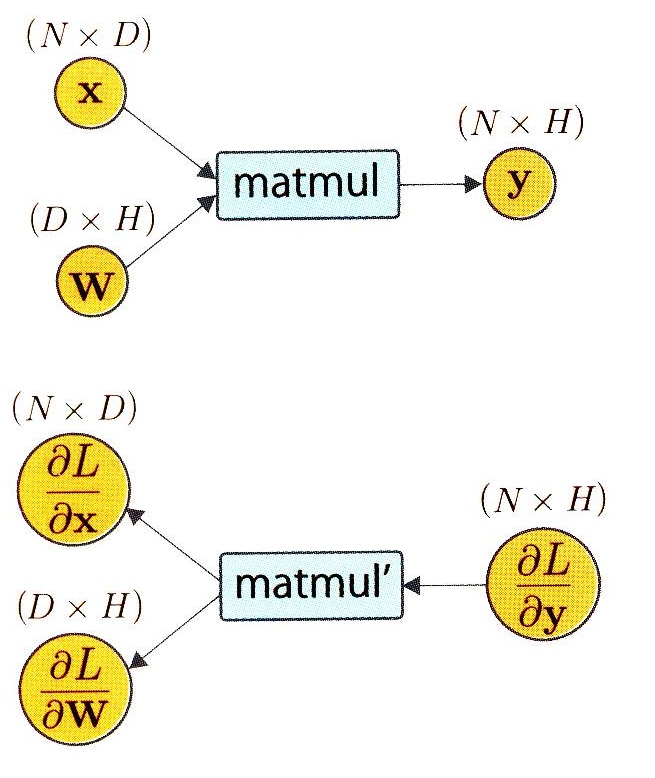 (N × D)
x
(N × H)
matmul
y
(D × H)
W
(N × D)
∂L
∂x
(N × H)
matmul′
∂L
∂y
(D × H)
∂L
∂W